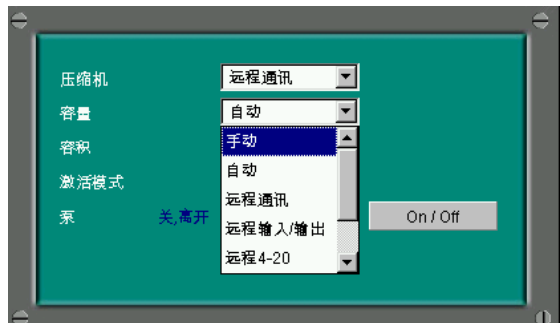 压缩机 远程通讯
容量 自动
容积 手动
自动
激活模式
远程通讯
泵 关,离开 远程输入/输出 On / Off
远程4-20